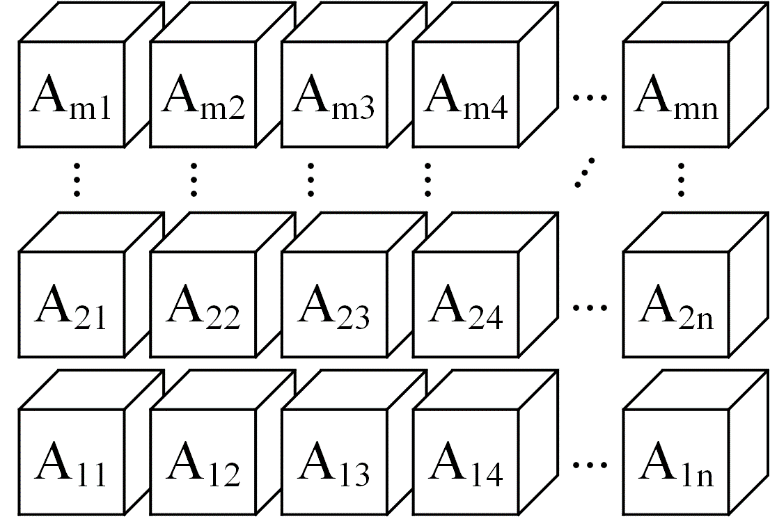 Am1 Am2 Am3 Am4 ... Amn
⋮ ⋮ ⋮ ⋮ ⋰ ⋮
A21 A22 A23 A24 ... A2n
A11 A12 A13 A14 ... A1n